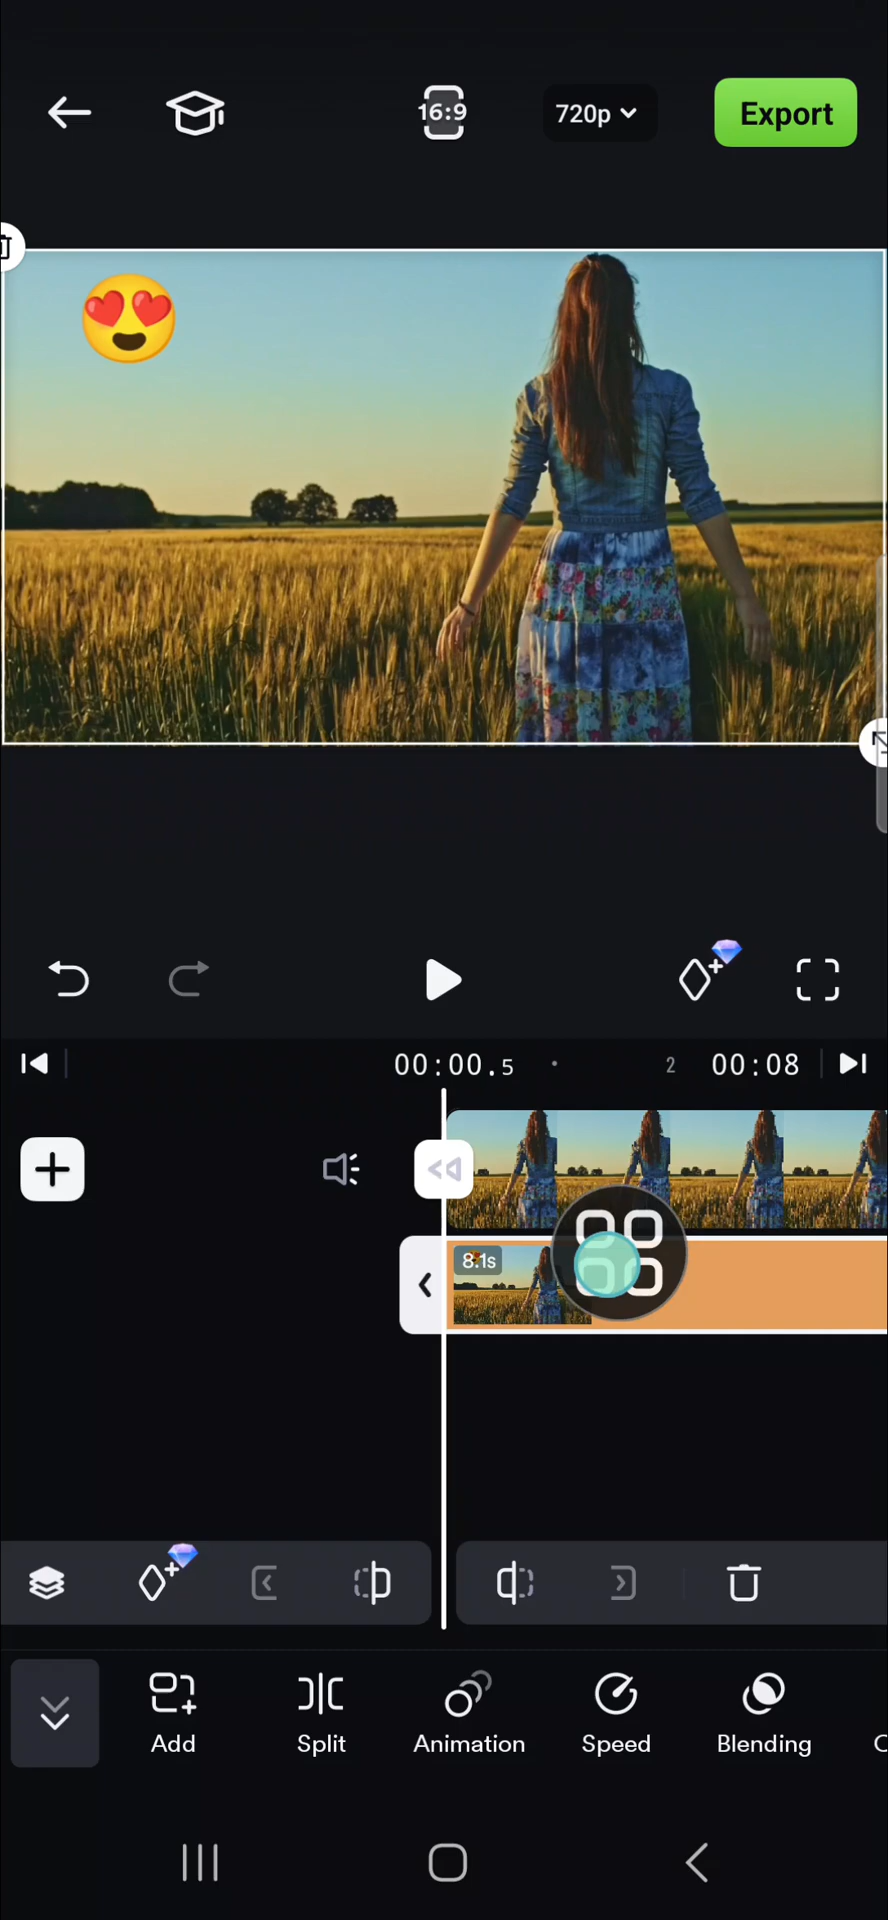 16:9
720p
Export
00:00.5
2
00:08
8.1s
Add
Split
Animation
Speed
Blending